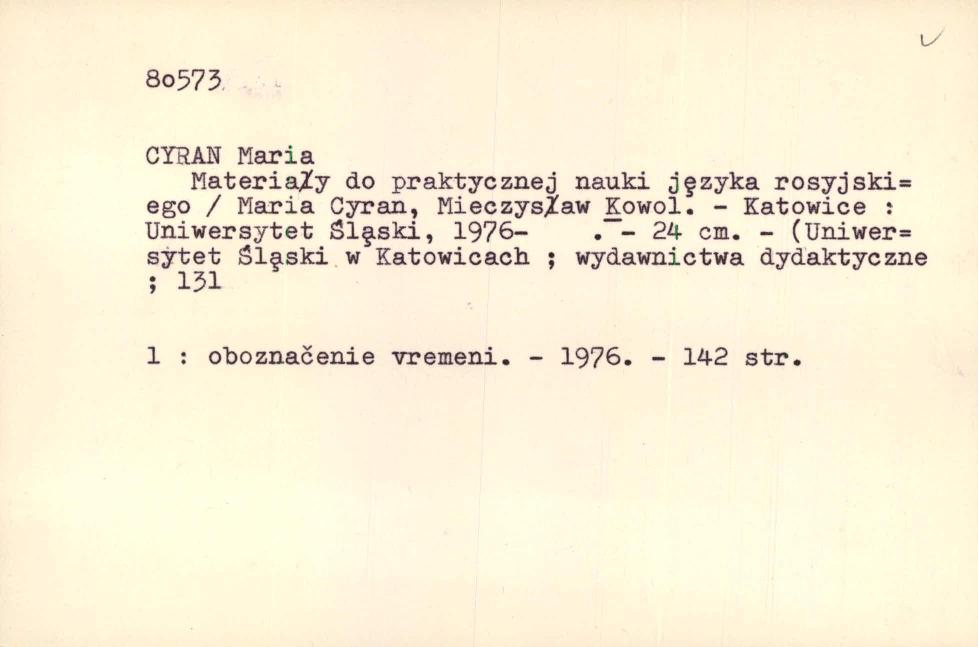 80573
CYRAN Maria
Materiały do praktycznej nauki języka rosyjski=
ego / Maria Cyran, Mieczysław Kowol. - Katowice :
Uniwersytet Śląski, 1976-    . - 24 cm. - (Uniwer=
sytet Śląski w Katowicach ; wydawnictwa dydaktyczne
; 131
1 : oboznačenie vremeni. - 1976. - 142 str.